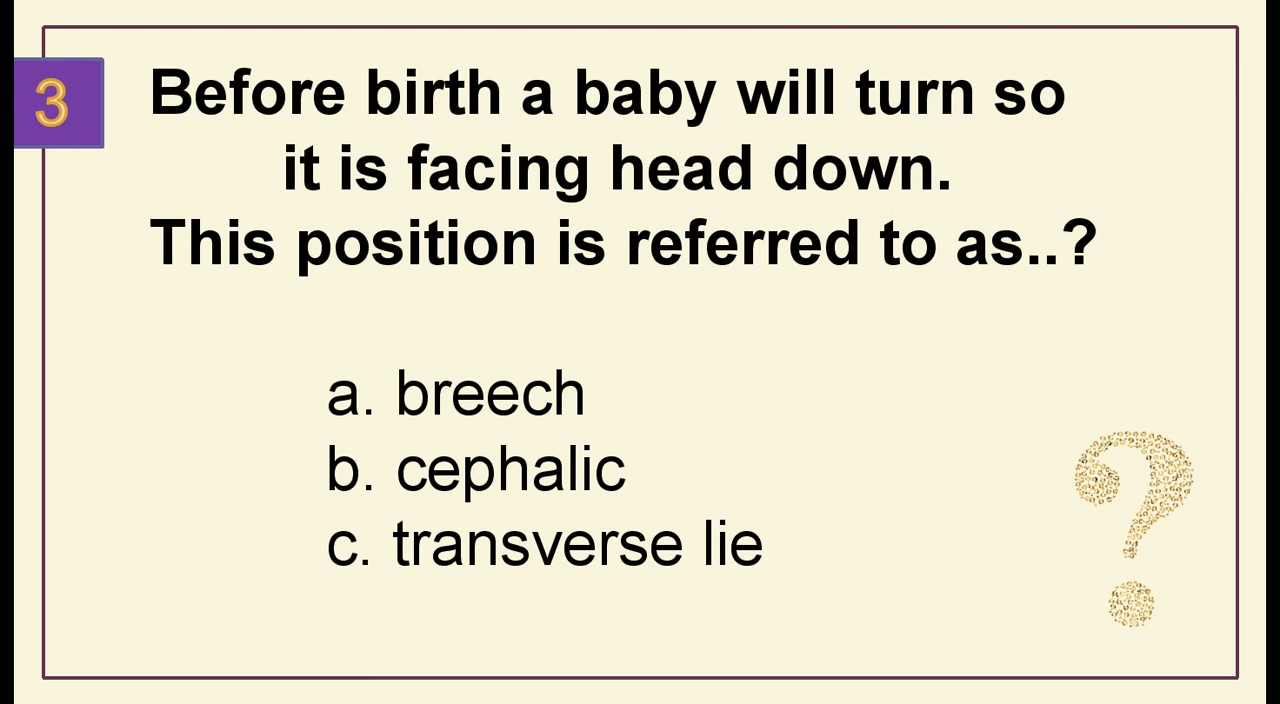 3
Before birth a baby will turn so
it is facing head down.
This position is referred to as..?
a. breech
b. cephalic
c. transverse lie
?